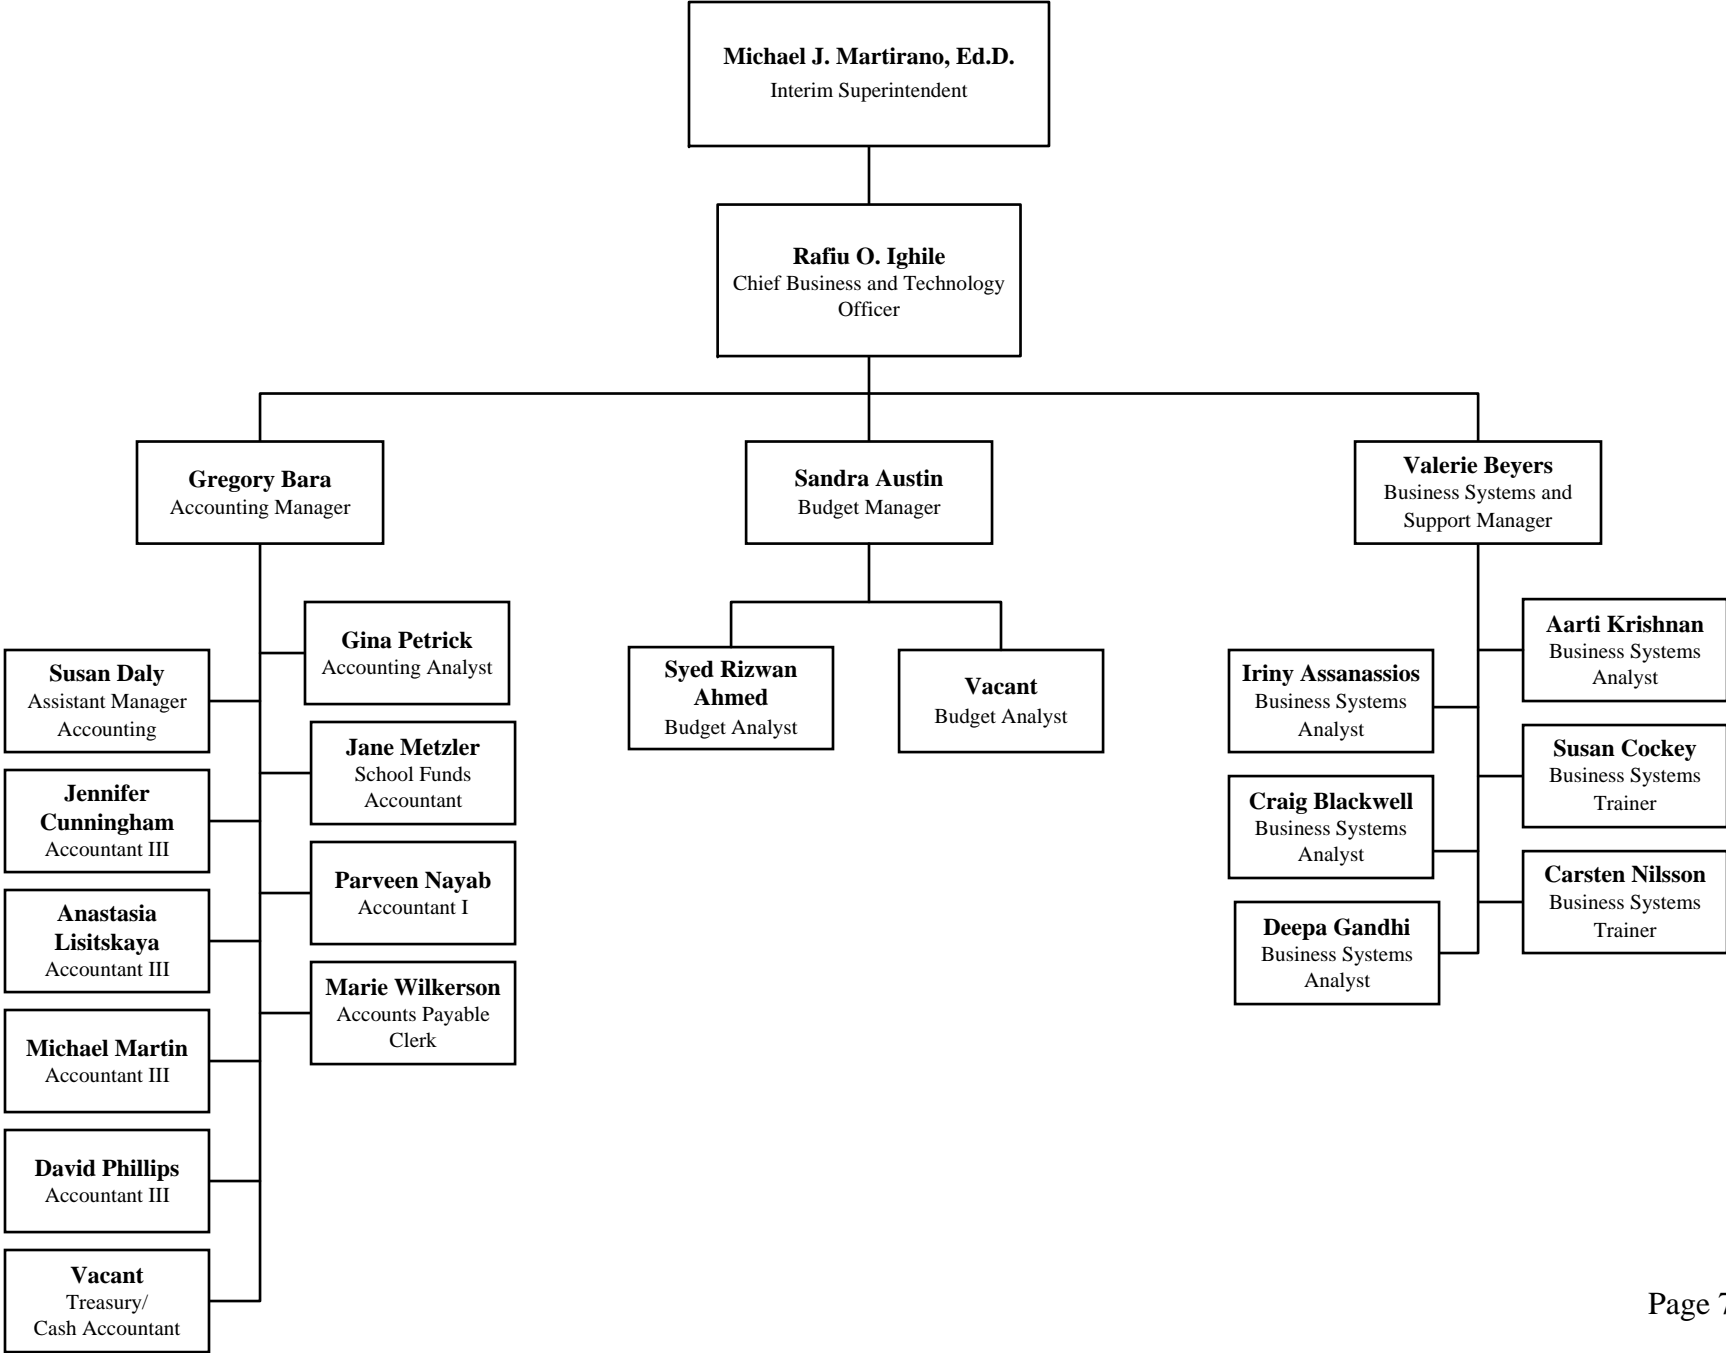 Michael J. Martirano, Ed.D.
Interim Superintendent
Rafiu O. Ighile
Chief Business and Technology
Officer
Gregory Bara
Accounting Manager
Sandra Austin
Budget Manager
Valerie Beyers
Business Systems and
Support Manager
Susan Daly
Assistant Manager
Accounting
Jennifer
Cunningham
Accountant III
Anastasia
Lisitskaya
Accountant III
Michael Martin
Accountant III
David Phillips
Accountant III
Vacant
Treasury/
Cash Accountant
Gina Petrick
Accounting Analyst
Jane Metzler
School Funds
Accountant
Parveen Nayab
Accountant I
Marie Wilkerson
Accounts Payable
Clerk
Syed Rizwan
Ahmed
Budget Analyst
Vacant
Budget Analyst
Iriny Assanassios
Business Systems
Analyst
Craig Blackwell
Business Systems
Analyst
Deepa Gandhi
Business Systems
Analyst
Aarti Krishnan
Business Systems
Analyst
Susan Cockey
Business Systems
Trainer
Carsten Nilsson
Business Systems
Trainer
Page 7